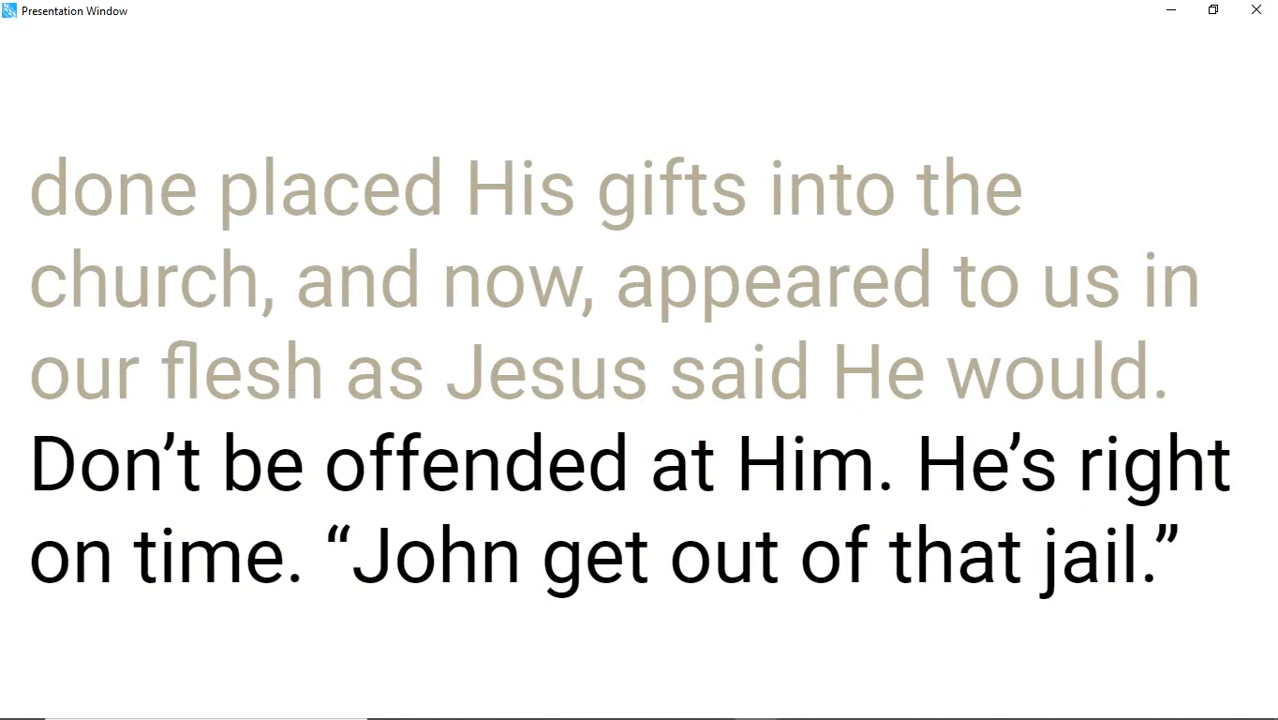 Presentation Window
done placed His gifts into the
church, and now, appeared to us in
our flesh as Jesus said He would.
Don’t be offended at Him. He’s right
on time. “John get out of that jail.”